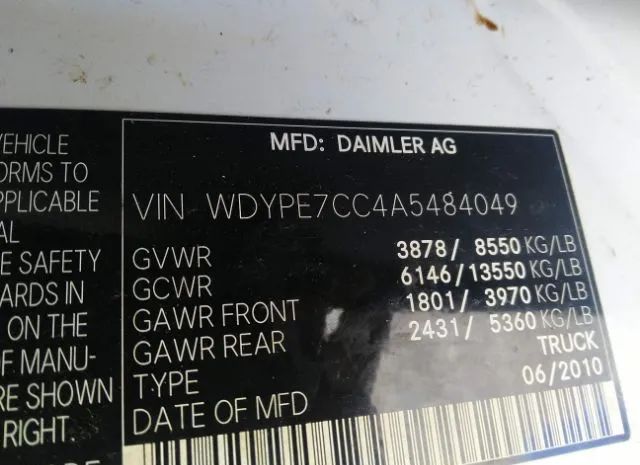 VEHICLE
ORMS TO
APPLICABLE
AL
E SAFETY
ARDS IN
ON THE
OF MANU-
RE SHOWN
RIGHT.
MFD: DAIMLER AG
VIN WDYPE7CC4A5484049
GVWR 3878/ 8550 KG/LB
GCWR 6146/13550 KG/LB
GAWR FRONT 1801/ 3970 KG/LB
GAWR REAR 2431/ 5360 KG/LB
TYPE TRUCK
DATE OF MFD 06/2010